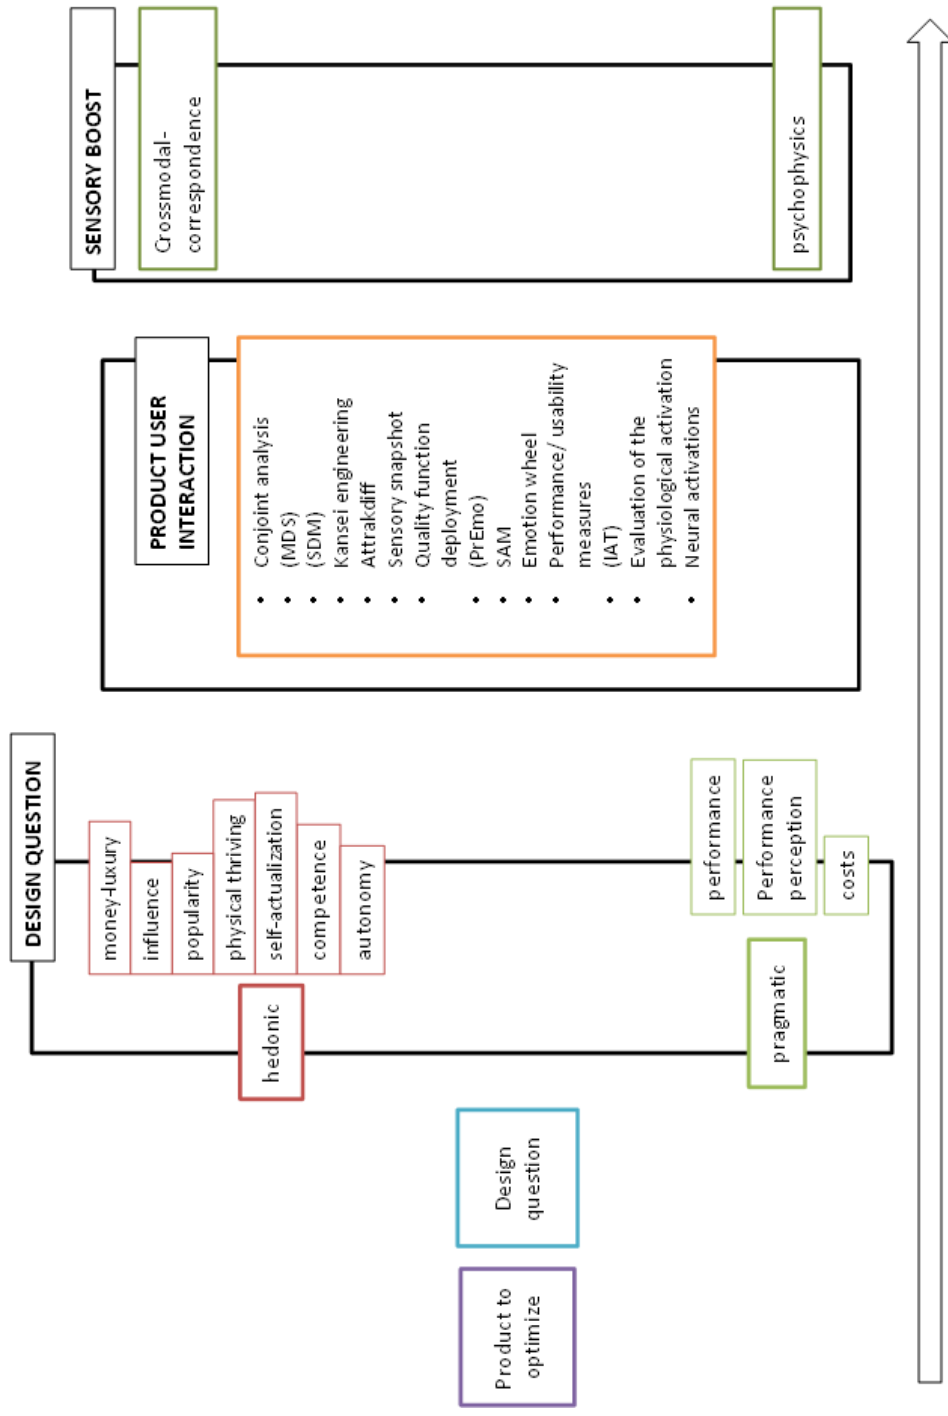 Product to
optimize
Design
question
DESIGN QUESTION
hedonic
money-luxury
influence
popularity
physical thriving
self-actualization
competence
autonomy
pragmatic
performance
Performance
perception
costs
PRODUCT USER
INTERACTION
• Conjoint analysis
• (MDS)
• (SDM)
• Kansei engineering
• Attrakdiff
• Sensory snapshot
• Quality function
deployment
• (PrEmo)
• SAM
• Emotion wheel
• Performance/ usability
measures
• (IAT)
• Evaluation of the
physiological activation
• Neural activations
SENSORY BOOST
Crossmodal-
correspondence
psychophysics